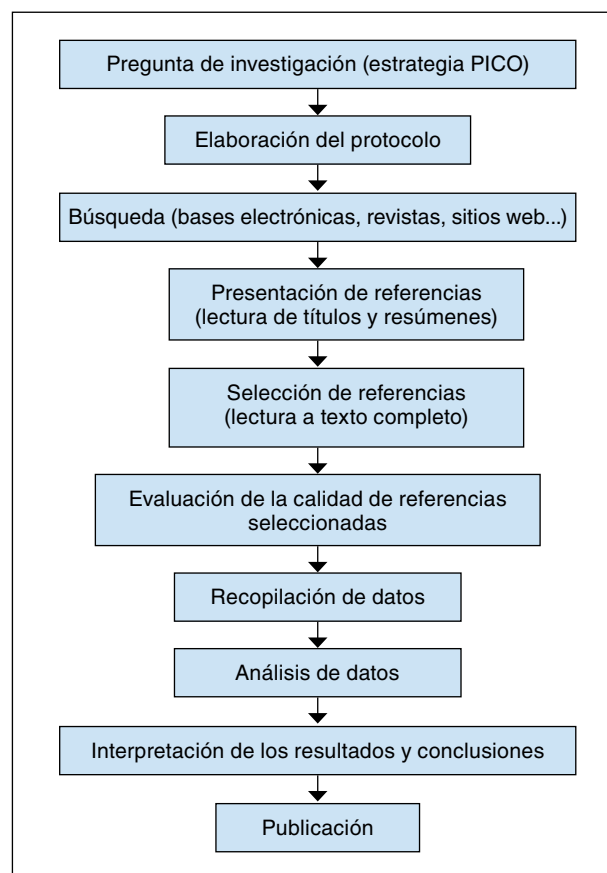 Pregunta de investigación (estrategia PICO)
Elaboración del protocolo
Búsqueda (bases electrónicas, revistas, sitios web...)
Presentación de referencias
(lectura de títulos y resúmenes)
Selección de referencias
(lectura a texto completo)
Evaluación de la calidad de referencias
seleccionadas
Recopilación de datos
Análisis de datos
Interpretación de los resultados y conclusiones
Publicación